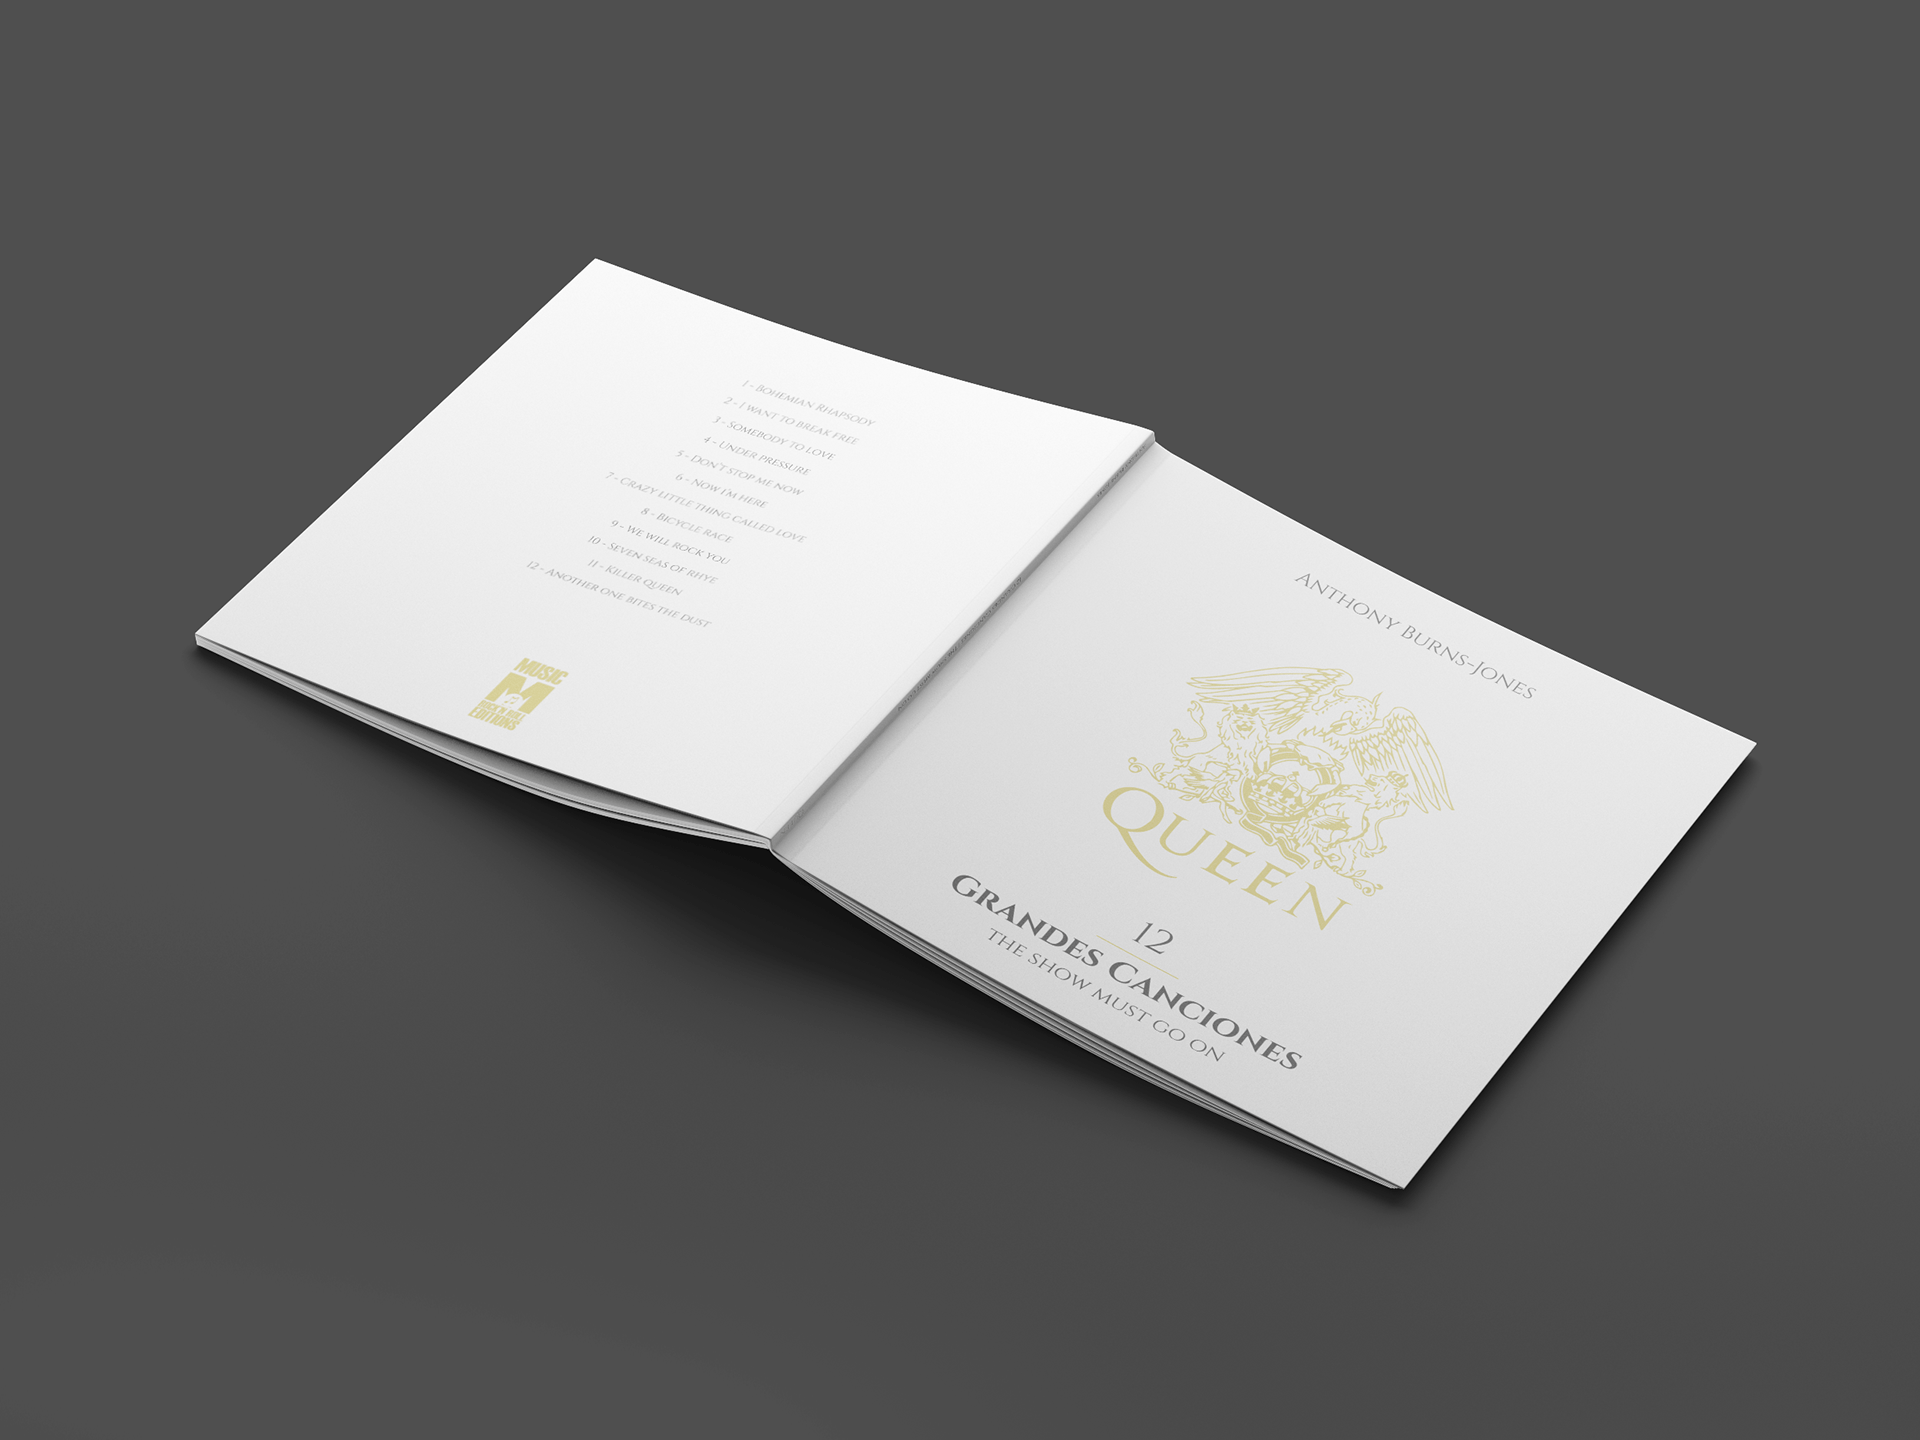 1 - Bohemian Rhapsody
2 - I want to break free
3 - Somebody to love
4 - Under pressure
5 - Don't stop me now
6 - Now i'm here
7 - Crazy little thing called love
8 - Bicycle race
9 - We will rock you
10 - Seven seas of rhye
11 - Killer Queen
12 - Another one bites the dust
MUSIC
M
ROCK'N ROLL
EDITIONS
Anthony Burns-Jones
QUEEN
12
Grandes Canciones
the show must go on